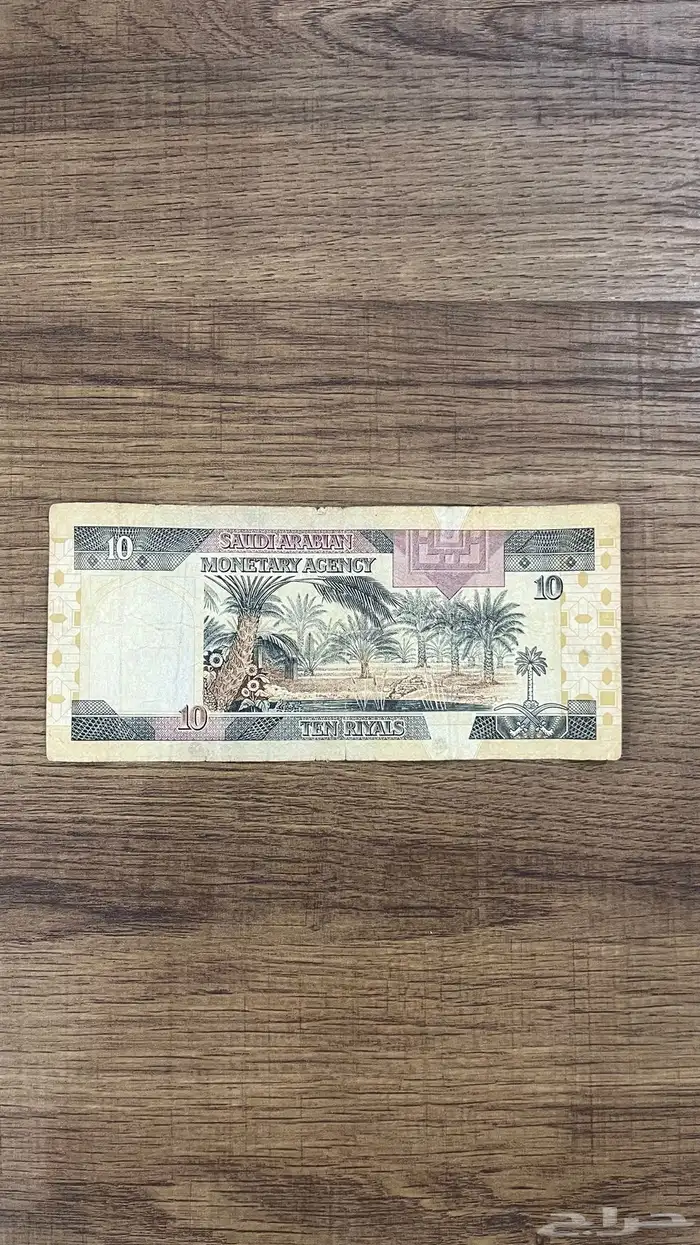 10
SAUDI ARABIAN
MONETARY AGENCY
10
10
TEN RIYALS
حراج